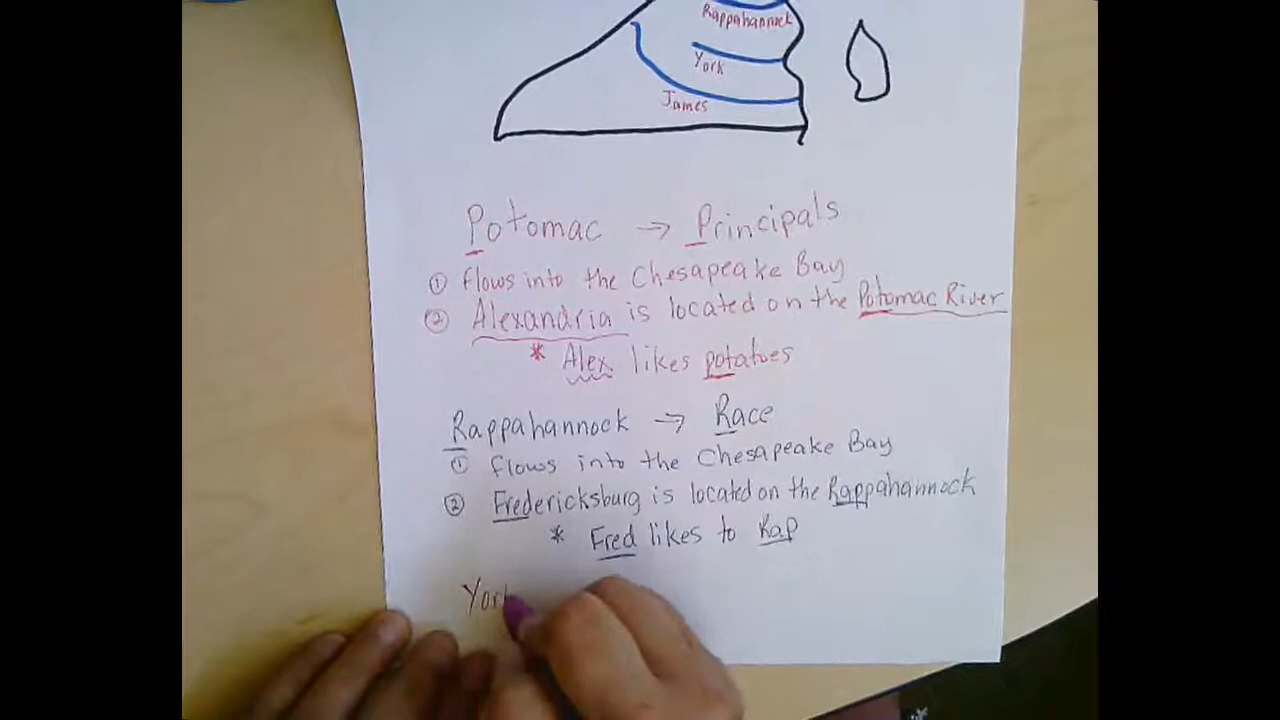 Rappahannock
York
James
Potomac → Principals
① flows into the Chesapeake Bay
② Alexandria is located on the Potomac River
* Alex likes potatoes
Rappahannock → Race
① flows into the Chesapeake Bay
② Fredericksburg is located on the Rappahannock
* Fred likes to Rap
York